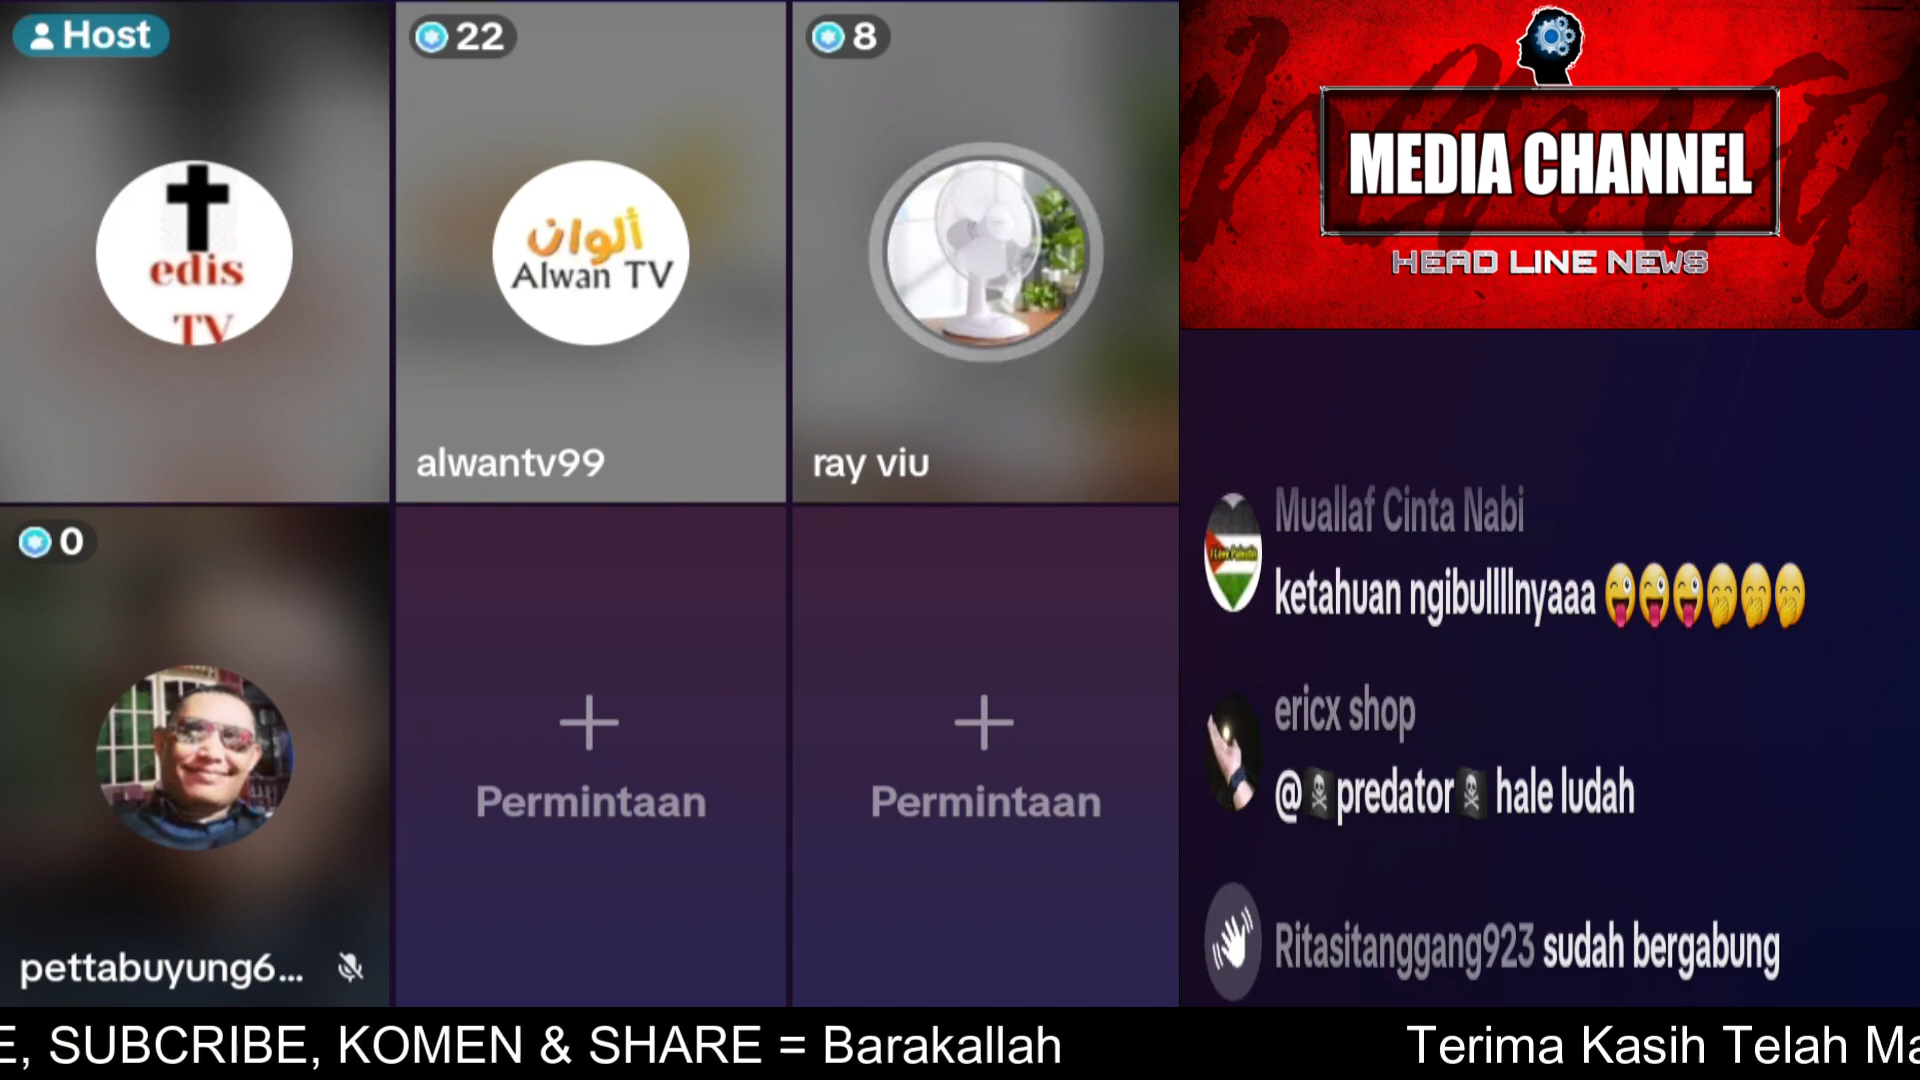 Host
22
8
edis
TV
ألوان
Alwan TV
alwantv99
ray viu
0
Permintaan
Permintaan
pettabuyung6...
MEDIA CHANNEL
HEAD LINE NEWS
Muallaf Cinta Nabi
ketahuan ngibullllnyaaa 😜😜😜🤭🤭🤭
ericx shop
@🏴‍☠️predator🏴‍☠️ hale ludah
Ritasitanggang923 sudah bergabung
E, SUBCRIBE, KOMEN & SHARE = Barakallah
Terima Kasih Telah Ma